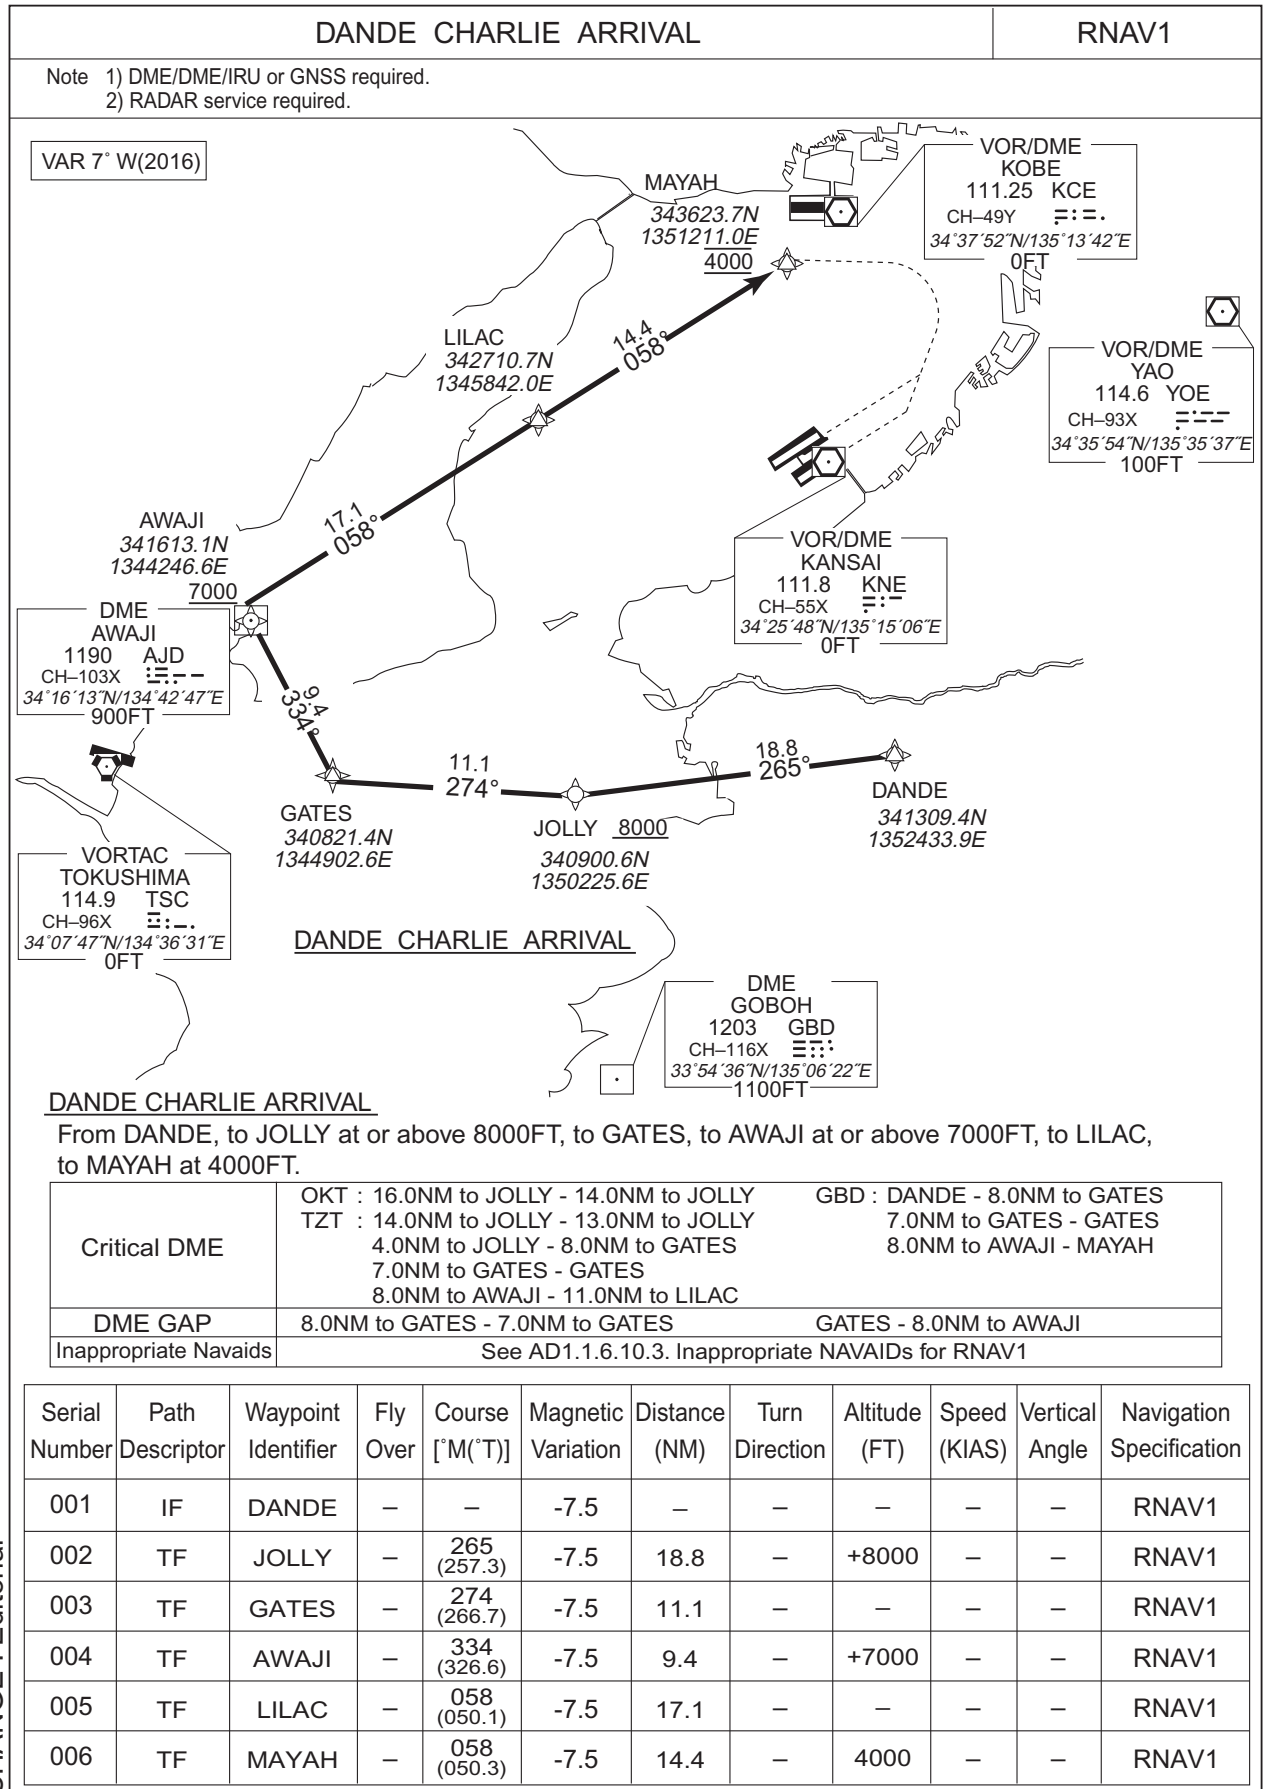 DANDE CHARLIE ARRIVAL
RNAV1
Note 1) DME/DME/IRU or GNSS required.
2) RADAR service required.
VAR 7˚ W(2016)
MAYAH
343623.7N
1351211.0E
4000
VOR/DME
KOBE
111.25 KCE
CH–49Y
34˚37´52˝N/135˚13´42˝E
0FT
LILAC
342710.7N
1345842.0E
14.4
058°
VOR/DME
YAO
114.6 YOE
CH–93X
34˚35´54˝N/135˚35´37˝E
100FT
AWAJI
341613.1N
1344246.6E
7000
17.1
058°
VOR/DME
KANSAI
111.8 KNE
CH–55X
34˚25´48˝N/135˚15´06˝E
0FT
DME
AWAJI
1190 AJD
CH–103X
34˚16´13˝N/134˚42´47˝E
900FT
9.4
334°
11.1
274°
18.8
265°
GATES
340821.4N
1344902.6E
JOLLY 8000
340900.6N
1350225.6E
DANDE
341309.4N
1352433.9E
VORTAC
TOKUSHIMA
114.9 TSC
CH–96X
34˚07´47˝N/134˚36´31˝E
0FT
DANDE CHARLIE ARRIVAL
DME
GOBOH
1203 GBD
CH–116X
33˚54´36˝N/135˚06´22˝E
1100FT
DANDE CHARLIE ARRIVAL
From DANDE, to JOLLY at or above 8000FT, to GATES, to AWAJI at or above 7000FT, to LILAC,
to MAYAH at 4000FT.
Critical DME
OKT : 16.0NM to JOLLY - 14.0NM to JOLLY
TZT : 14.0NM to JOLLY - 13.0NM to JOLLY
4.0NM to JOLLY - 8.0NM to GATES
7.0NM to GATES - GATES
8.0NM to AWAJI - 11.0NM to LILAC
GBD : DANDE - 8.0NM to GATES
7.0NM to GATES - GATES
8.0NM to AWAJI - MAYAH
DME GAP 8.0NM to GATES - 7.0NM to GATES GATES - 8.0NM to AWAJI
Inappropriate Navaids See AD1.1.6.10.3. Inappropriate NAVAIDs for RNAV1
Serial Number Path Descriptor Waypoint Identifier Fly Over Course [˚M(˚T)] Magnetic Variation Distance (NM) Turn Direction Altitude (FT) Speed (KIAS) Vertical Angle Navigation Specification
001 IF DANDE – – -7.5 – – – – – RNAV1
002 TF JOLLY – 265 (257.3) -7.5 18.8 – +8000 – – RNAV1
003 TF GATES – 274 (266.7) -7.5 11.1 – – – – RNAV1
004 TF AWAJI – 334 (326.6) -7.5 9.4 – +7000 – – RNAV1
005 TF LILAC – 058 (050.1) -7.5 17.1 – – – – RNAV1
006 TF MAYAH – 058 (050.3) -7.5 14.4 – 4000 – – RNAV1